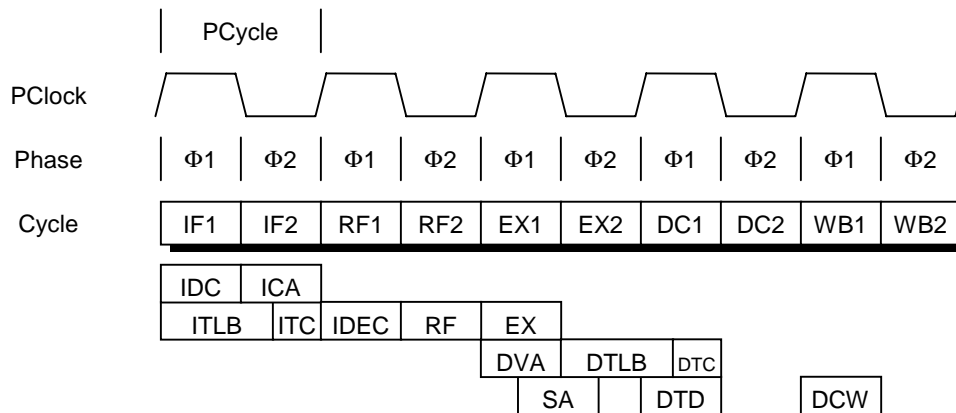 PCycle
PClock
Phase Φ1 Φ2 Φ1 Φ2 Φ1 Φ2 Φ1 Φ2 Φ1 Φ2
Cycle IF1 IF2 RF1 RF2 EX1 EX2 DC1 DC2 WB1 WB2
IDC ICA
ITLB ITC IDEC RF EX
DVA DTLB DTC
SA DTD DCW